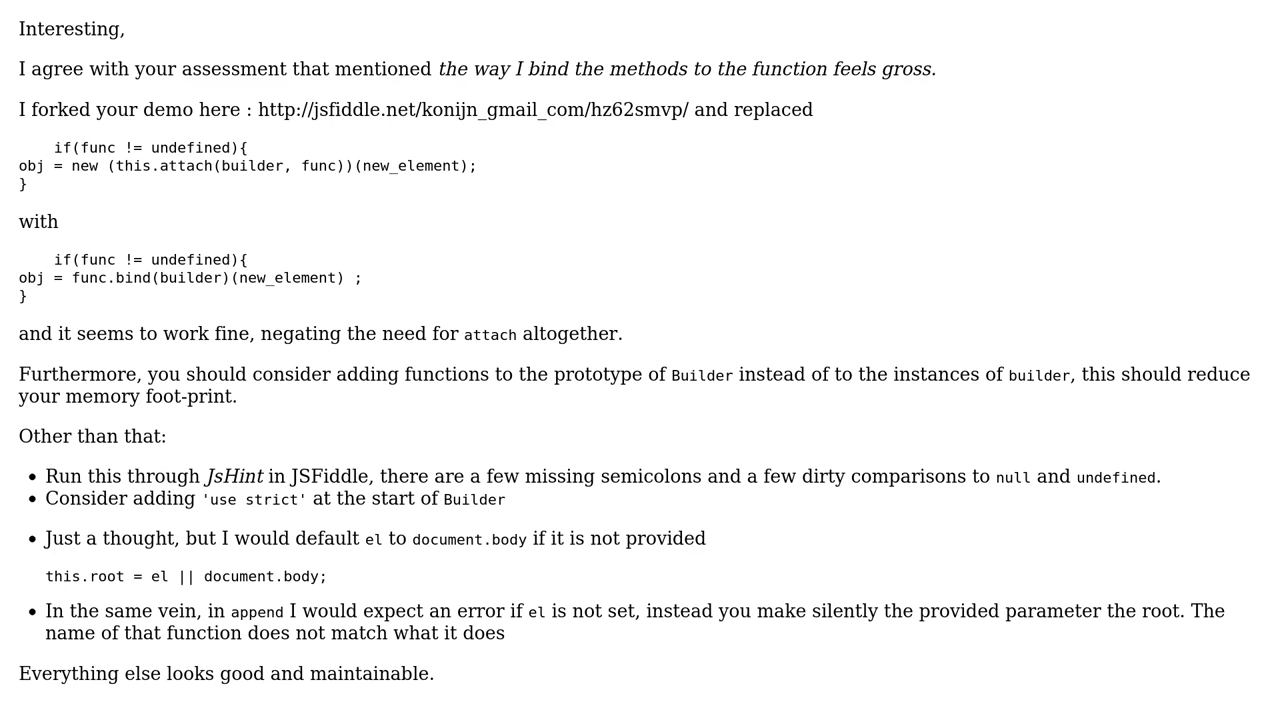 Interesting,
I agree with your assessment that mentioned the way I bind the methods to the function feels gross.
I forked your demo here : http://jsfiddle.net/konijn_gmail_com/hz62smvp/ and replaced
if(func != undefined){
obj = new (this.attach(builder, func))(new_element);
}
with
if(func != undefined){
obj = func.bind(builder)(new_element) ;
}
and it seems to work fine, negating the need for attach altogether.
Furthermore, you should consider adding functions to the prototype of Builder instead of to the instances of builder, this should reduce
your memory foot-print.
Other than that:
• Run this through JsHint in JSFiddle, there are a few missing semicolons and a few dirty comparisons to null and undefined.
• Consider adding 'use strict' at the start of Builder
• Just a thought, but I would default el to document.body if it is not provided
this.root = el || document.body;
• In the same vein, in append I would expect an error if el is not set, instead you make silently the provided parameter the root. The
name of that function does not match what it does
Everything else looks good and maintainable.